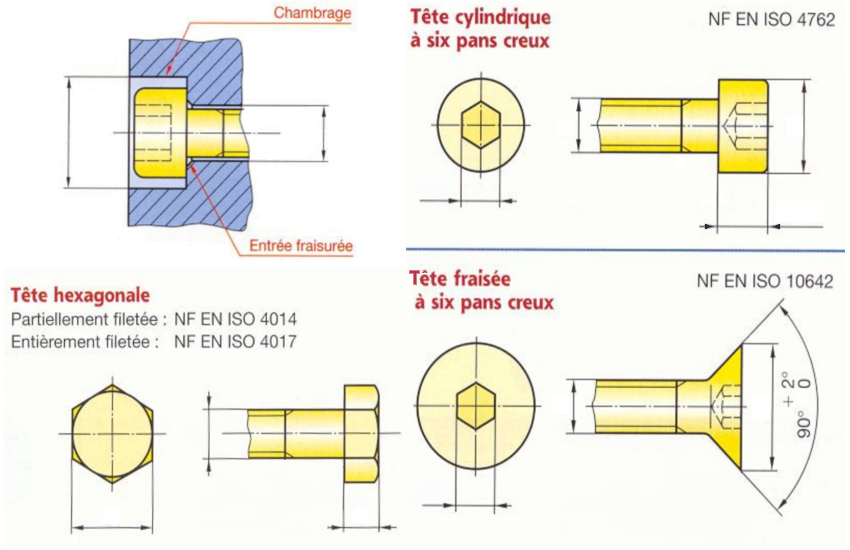 Chambrage
Entrée fraisurée
Tête cylindrique
à six pans creux
NF EN ISO 4762
Tête hexagonale
Partiellement filetée : NF EN ISO 4014
Entièrement filetée : NF EN ISO 4017
Tête fraisée
à six pans creux
NF EN ISO 10642
90° + 2°
0